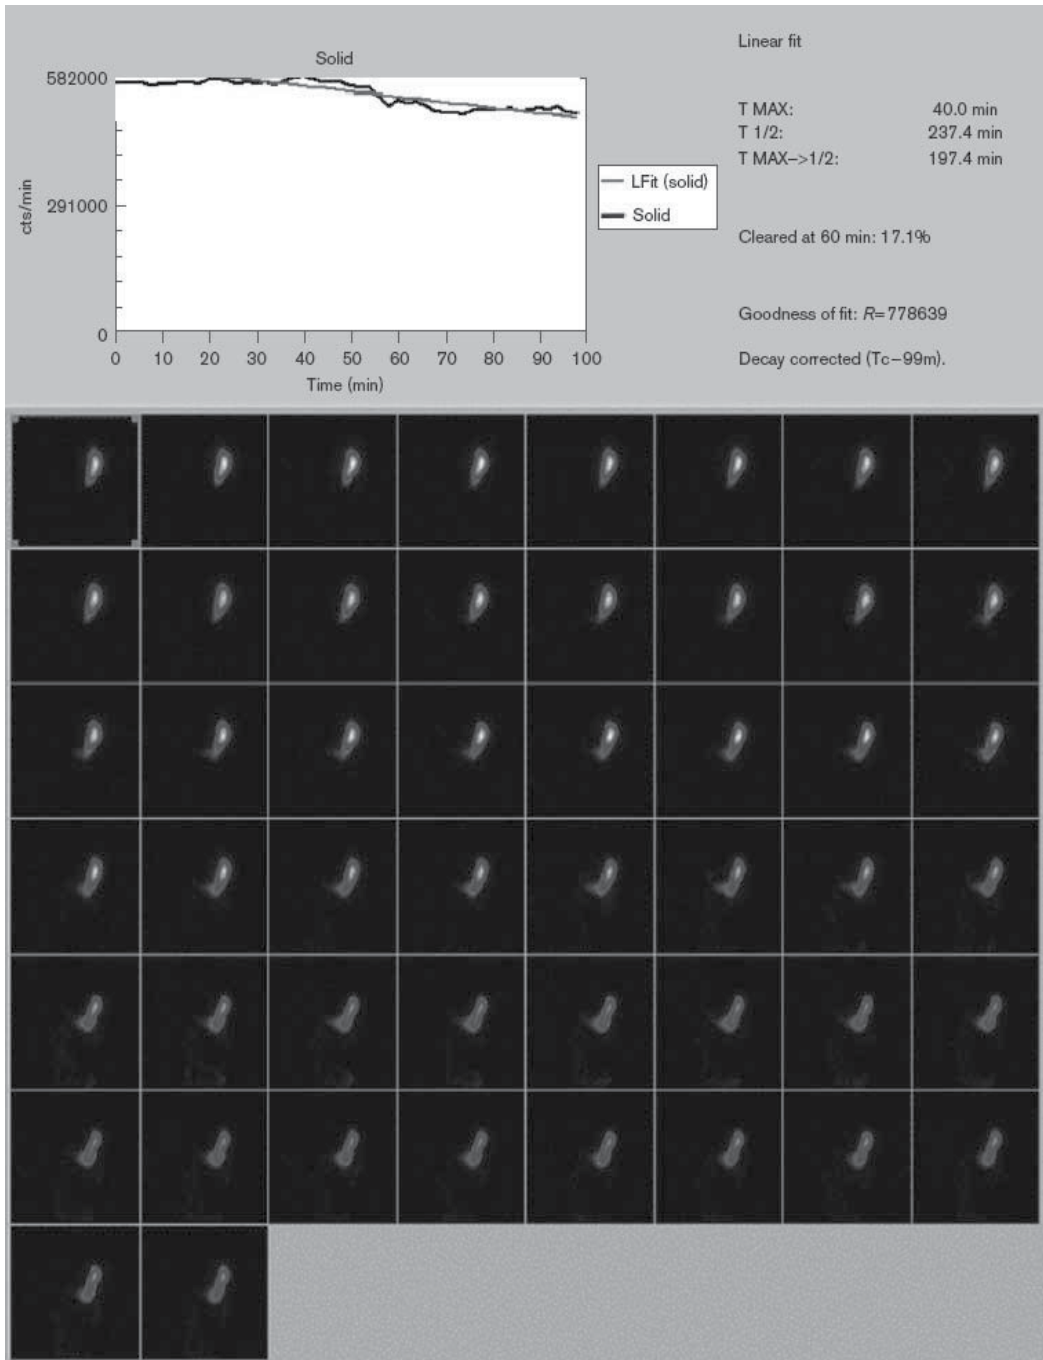 Linear fit
Solid
582000
291000
0
cts/min
0 10 20 30 40 50 60 70 80 90 100
Time (min)
LFit (solid)
Solid
T MAX: 40.0 min
T 1/2: 237.4 min
T MAX->1/2: 197.4 min
Cleared at 60 min: 17.1%
Goodness of fit: R=778639
Decay corrected (Tc-99m).